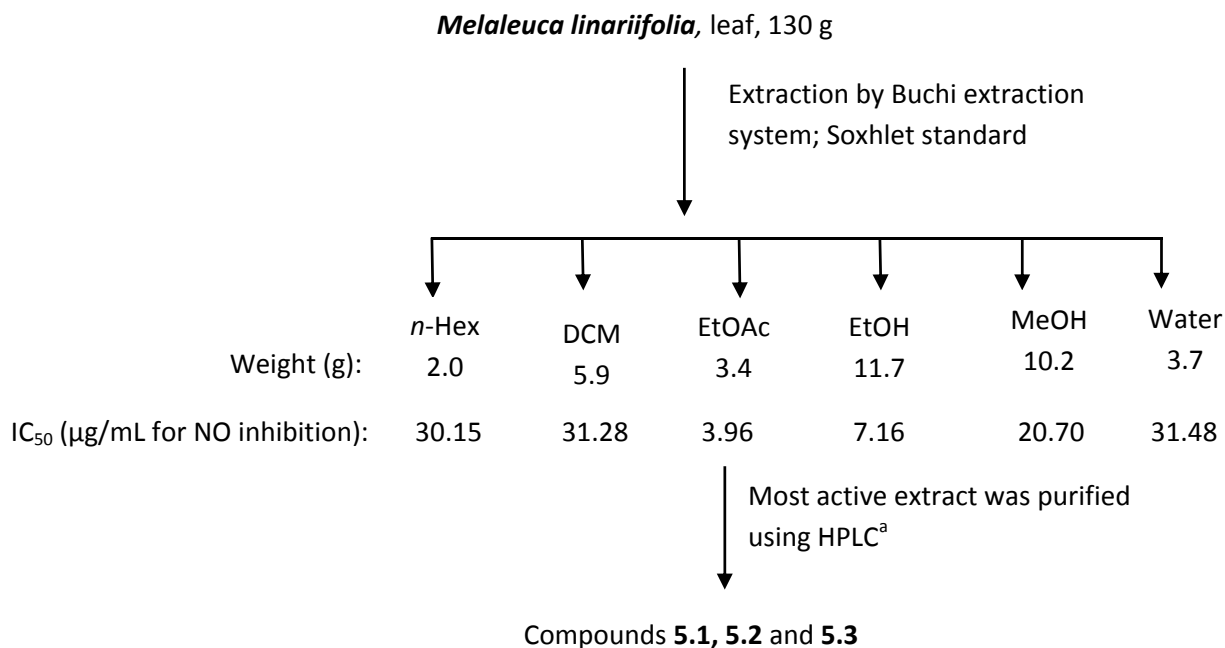 Melaleuca linariifolia, leaf, 130 g
Extraction by Buchi extraction
system; Soxhlet standard
n-Hex DCM EtOAc EtOH MeOH Water
Weight (g): 2.0 5.9 3.4 11.7 10.2 3.7
IC50 (µg/mL for NO inhibition): 30.15 31.28 3.96 7.16 20.70 31.48
Most active extract was purified
using HPLCa
Compounds 5.1, 5.2 and 5.3